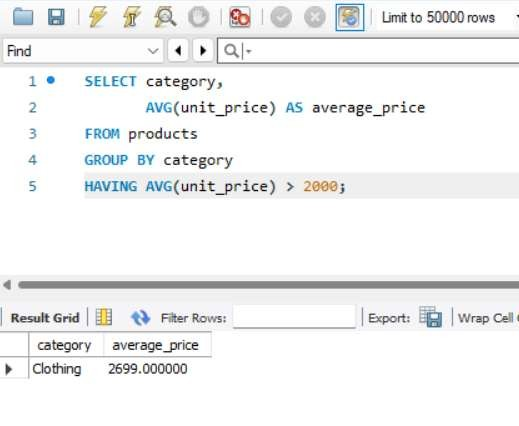 Limit to 50000 rows
Find
1 SELECT category,
2 AVG(unit_price) AS average_price
3 FROM products
4 GROUP BY category
5 HAVING AVG(unit_price) > 2000;
Result Grid Filter Rows: Export: Wrap Cell
category average_price
Clothing 2699.000000